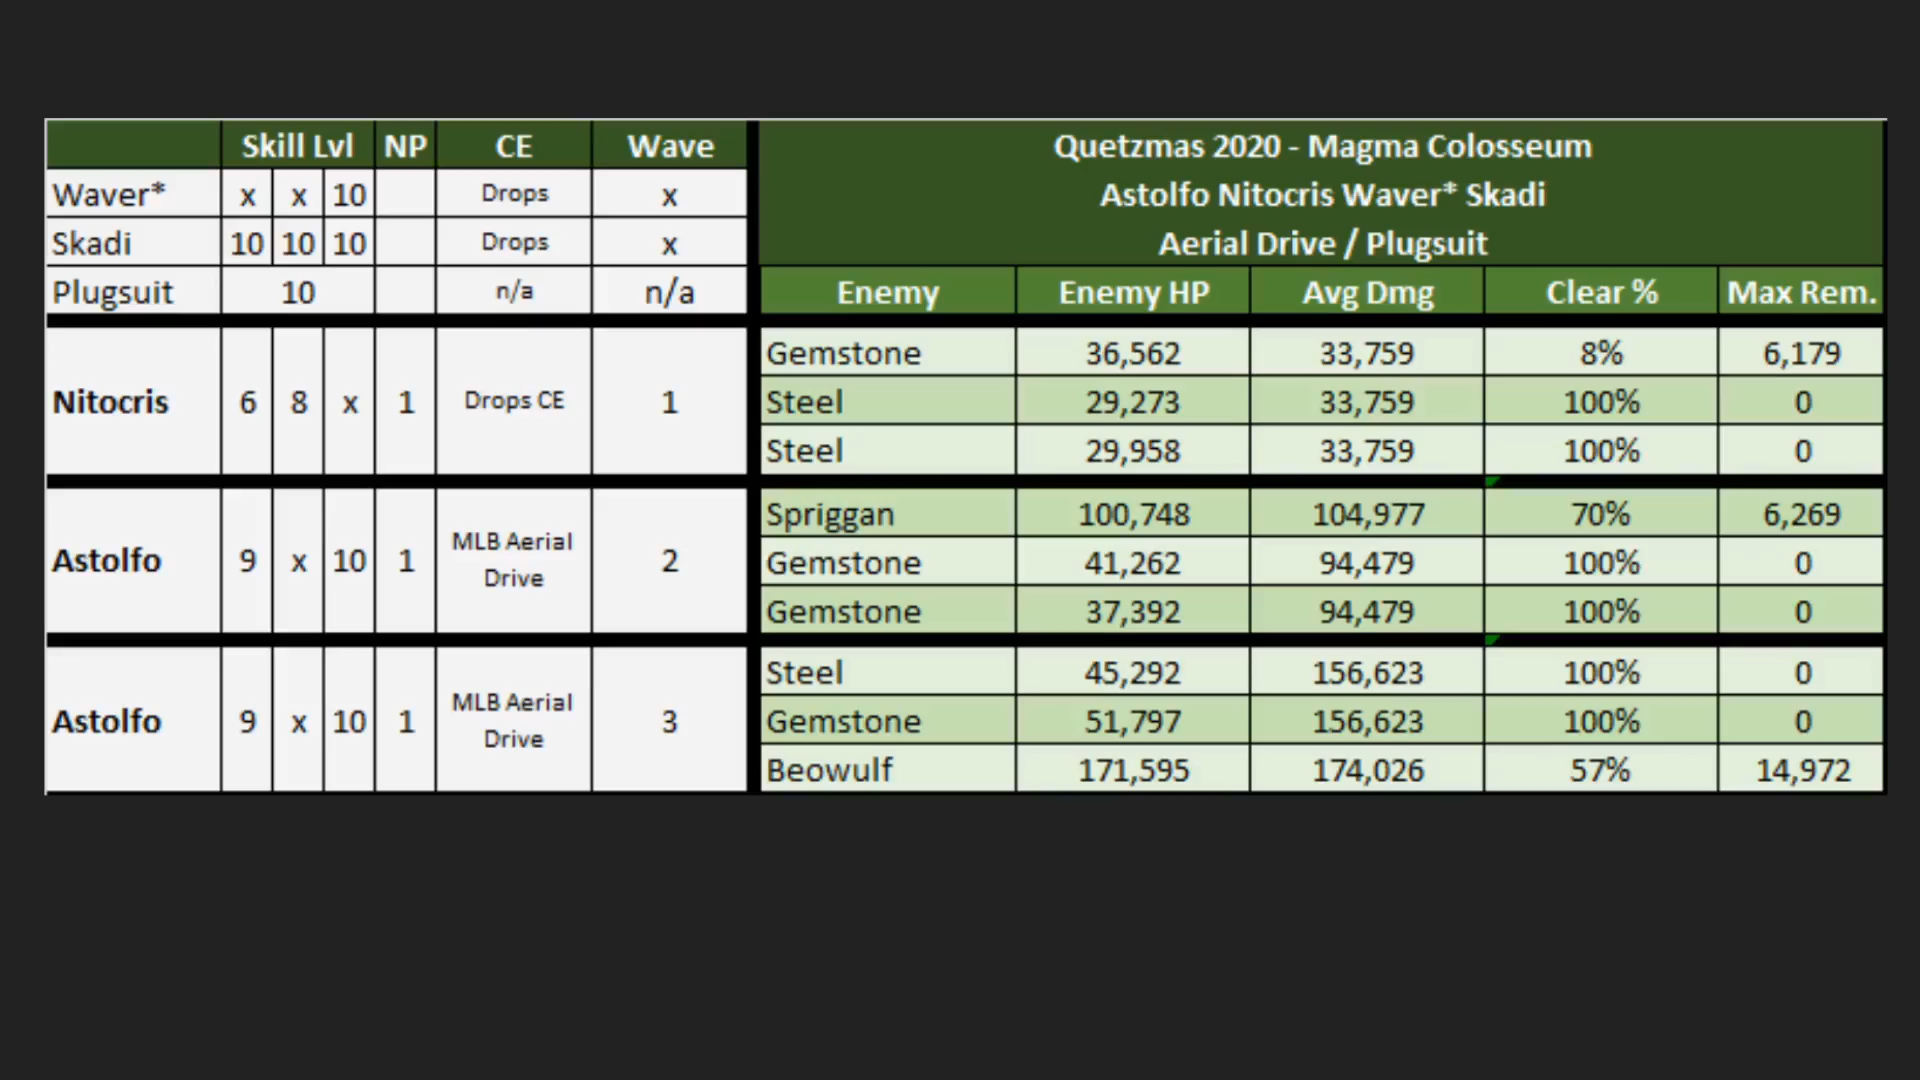 Skill Lvl NP CE Wave
Waver* x x 10 Drops x
Skadi 10 10 10 Drops x
Plugsuit 10 n/a n/a
Nitocris 6 8 x 1 Drops CE 1
Astolfo 9 x 10 1 MLB Aerial Drive 2
Astolfo 9 x 10 1 MLB Aerial Drive 3
Quetzmas 2020 - Magma Colosseum
Astolfo Nitocris Waver* Skadi
Aerial Drive / Plugsuit
Enemy Enemy HP Avg Dmg Clear % Max Rem.
Gemstone 36,562 33,759 8% 6,179
Steel 29,273 33,759 100% 0
Steel 29,958 33,759 100% 0
Spriggan 100,748 104,977 70% 6,269
Gemstone 41,262 94,479 100% 0
Gemstone 37,392 94,479 100% 0
Steel 45,292 156,623 100% 0
Gemstone 51,797 156,623 100% 0
Beowulf 171,595 174,026 57% 14,972